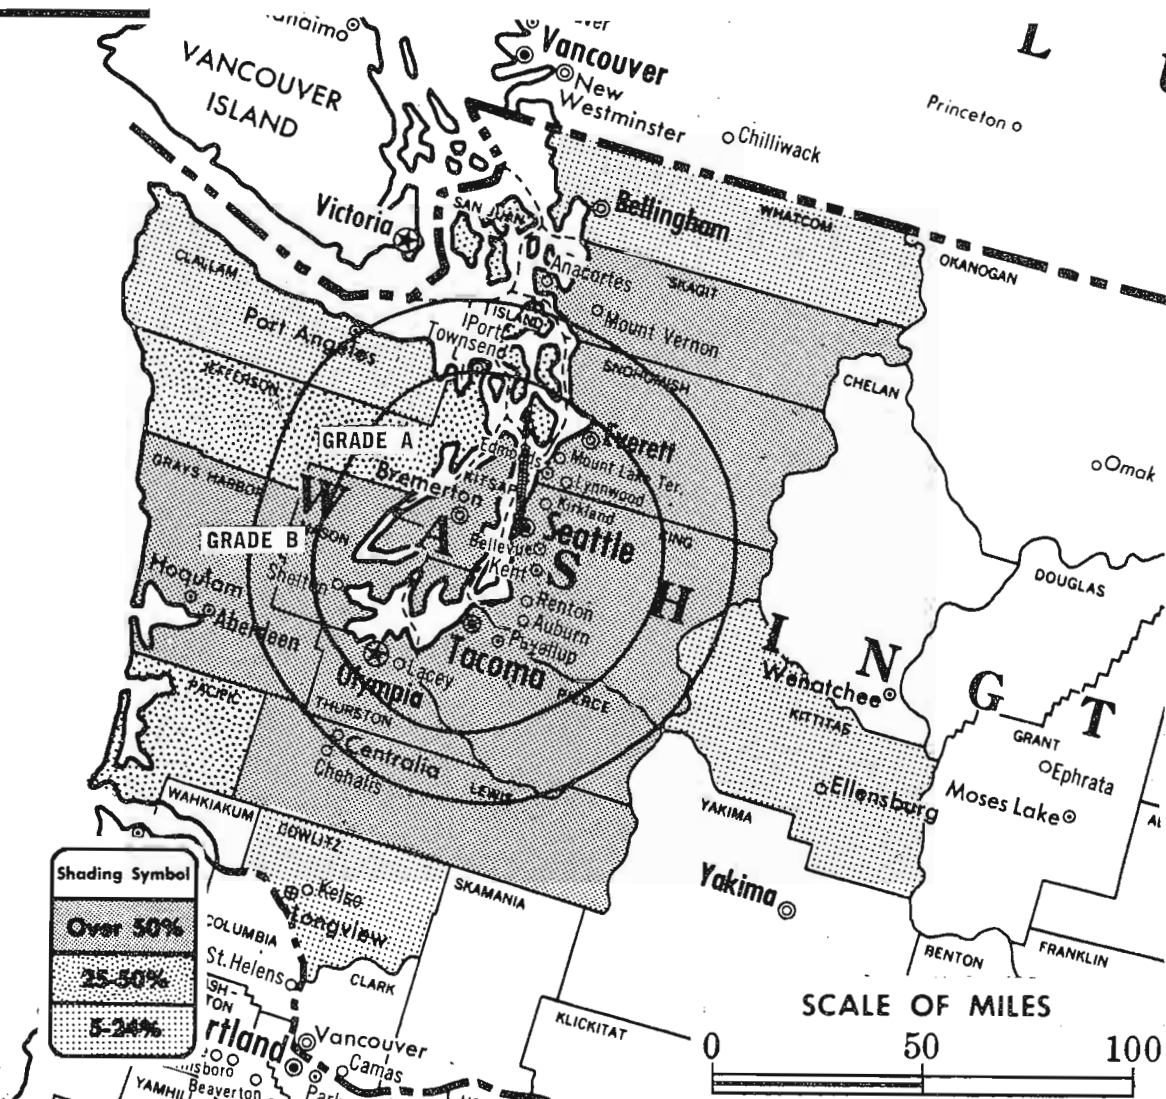 L
VANCOUVER
ISLAND
Vancouver
New
Westminster
Chilliwack
Princeton
Victoria
SAN JUAN
Bellingham
WHATCOM
OKANOGAN
CLALLAM
Anacortes
SKAGIT
ISLAND
Mount Vernon
Port Angeles
Port
Townsend
SNOHOMISH
CHELAN
JEFFERSON
GRADE A
Everett
Omak
Edmonds
Mount Lak Ter.
GRAYS HARBOR
Bremerton
KITSAP
Lynnwood
Kirkland
W A S H I N G T
GRADE B
Seattle
KING
Bellevue
Kent
DOUGLAS
Hoquiam
Shelton
Renton
Aberdeen
Auburn
Puyallup
Tacoma
Lacey
Olympia
Wenatchee
PACIFIC
THURSTON
PIERCE
KITTITAS
GRANT
Centralia
Chehalis
LEWIS
Ephrata
WAHKIAKUM
YAKIMA
Ellensburg
Moses Lake
COWLITZ
Shading Symbol
Over 50%
25-50%
5-24%
Kelso
Longview
SKAMANIA
Yakima
COLUMBIA
St. Helens
CLARK
BENTON
FRANKLIN
KLICKITAT
SCALE OF MILES
0 50 100
rtland
Vancouver
Camas
Beaverton
YAMHIL